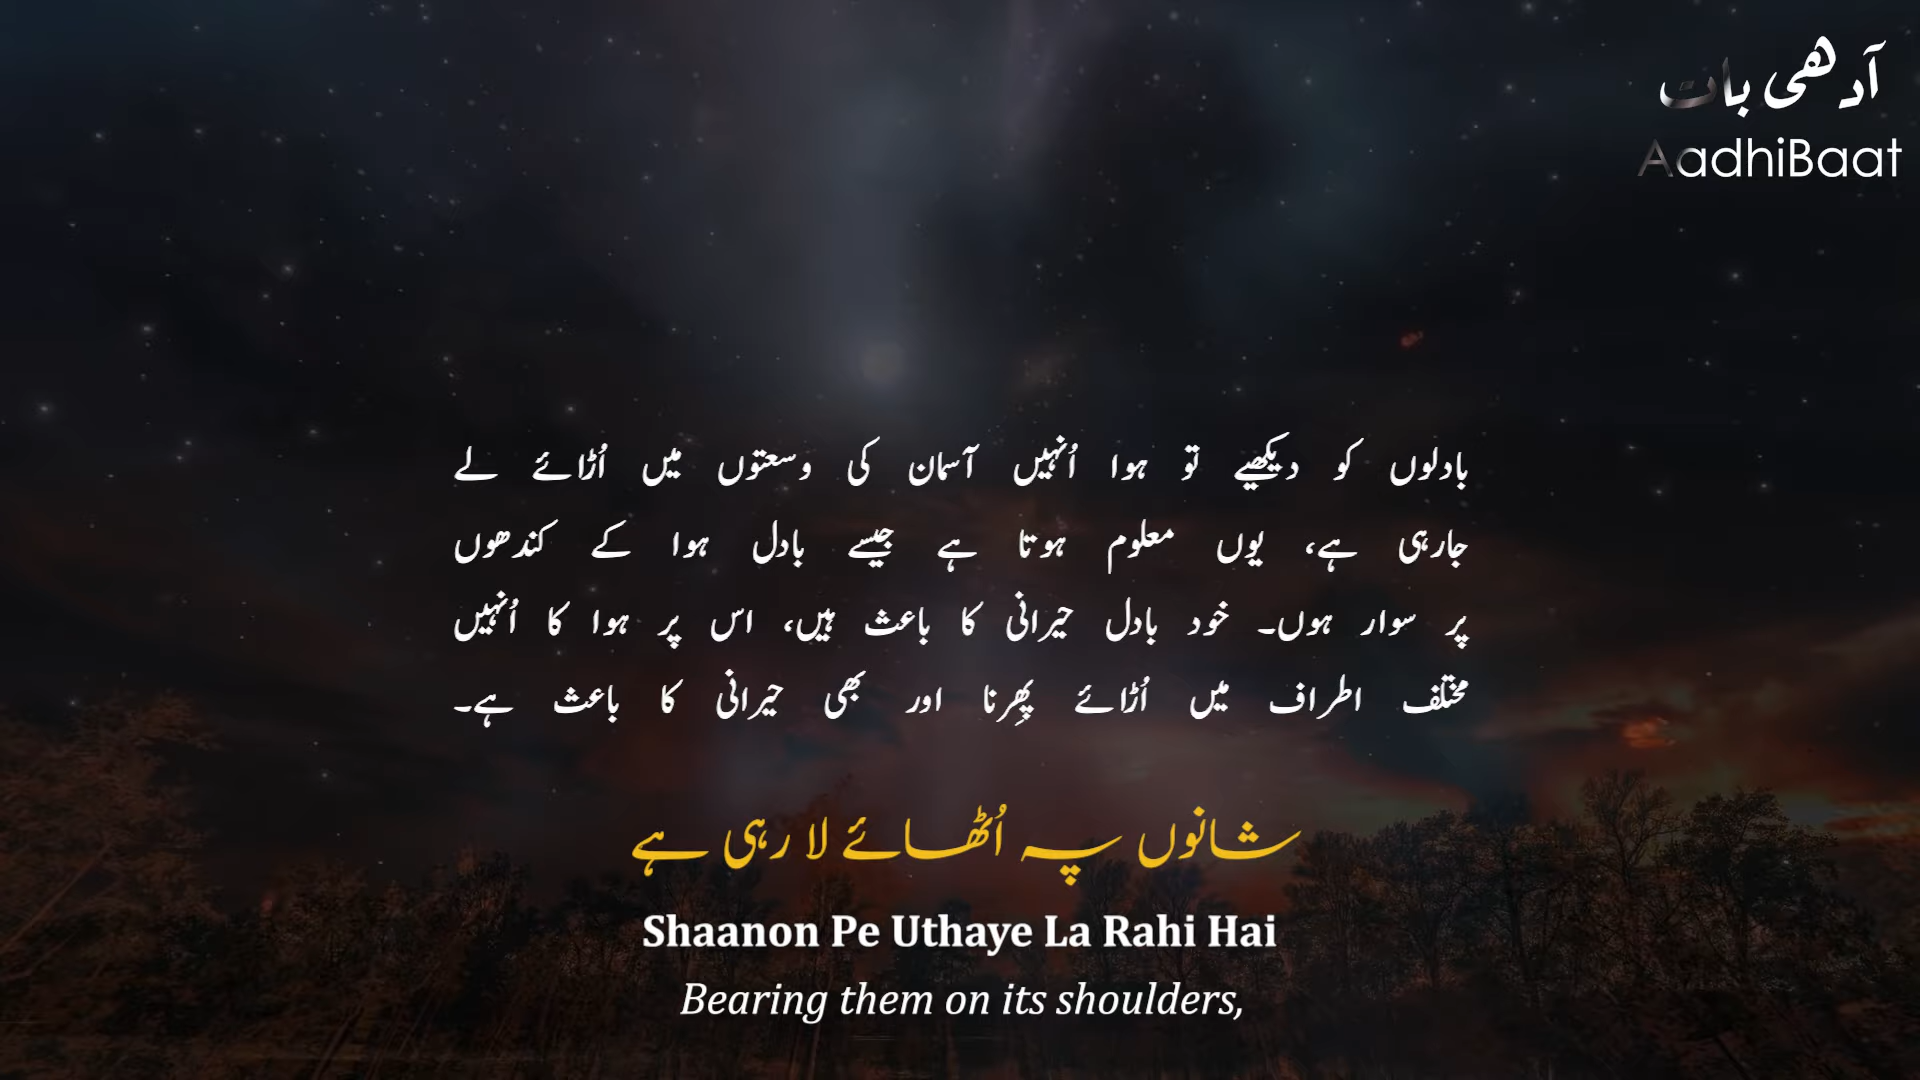 آدھی بات
AadhiBaat
بادلوں کو دیکھیے تو ہوا اُنہیں آسمان کی وسعتوں میں اُڑائے لے
جارہی ہے، یوں معلوم ہوتا ہے جیسے بادل ہوا کے کندھوں
پر سوار ہوں۔ خود بادل حیرانی کا باعث ہیں، اس پر ہوا کا اُنہیں
مختلف اطراف میں اُڑائے پھِرنا اور بھی حیرانی کا باعث ہے۔
شانوں پہ اُٹھائے لا رہی ہے
Shaanon Pe Uthaye La Rahi Hai
Bearing them on its shoulders,